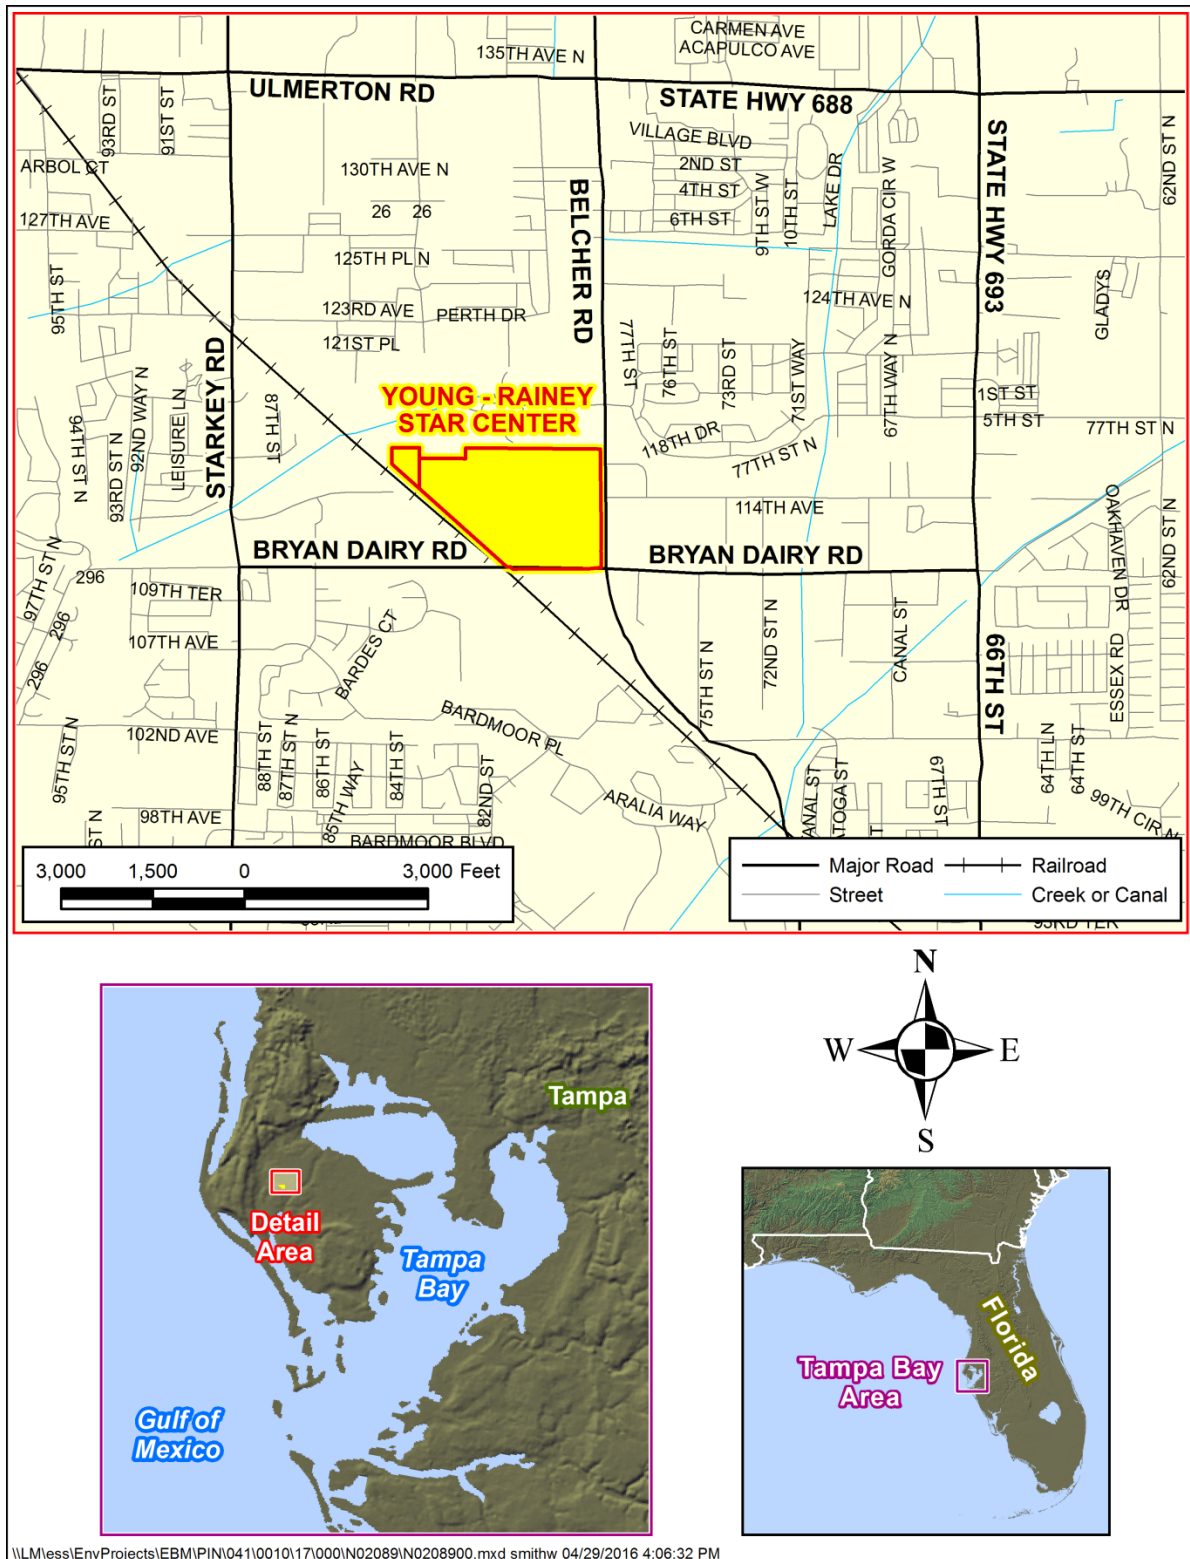 CARMEN AVE
135TH AVE N
ACAPULCO AVE
ULMERTON RD
STATE HWY 688
93RD ST
91ST ST
VILLAGE BLVD
STATE HWY 693
62ND ST N
ARBOL CT
130TH AVE N
2ND ST
4TH ST
6TH ST
9TH ST W
10TH ST
LAKE DR
GORDA CIR W
26
26
127TH AVE
BELCHER RD
125TH PL N
95TH ST
123RD AVE
PERTH DR
124TH AVE N
GLADYS
121ST PL
77TH ST
76TH ST
73RD ST
71ST WAY
67TH WAY N
STARKEY RD
YOUNG - RAINEY
STAR CENTER
1ST ST
5TH ST
77TH ST N
94TH ST N
93RD ST N
92ND WAY N
LEISURE LN
87TH ST
118TH DR
77TH ST N
114TH AVE
OAKHAVEN DR
62ND ST N
BRYAN DAIRY RD
BRYAN DAIRY RD
97TH ST N
296
109TH TER
296
107TH AVE
296
BARDES CT
75TH ST N
72ND ST N
CANAL ST
66TH ST
ESSEX RD
95TH ST N
102ND AVE
BARDMOOR PL
88TH ST
87TH ST N
86TH ST
85TH WAY
84TH ST
82ND ST
ARALIA WAY
97TH ST
64TH LN
64TH ST
99TH CIR N
98TH AVE
ST N
BARDMOOR BLVD
ANAL ST
ATOGA ST
93RD TER
3,000
1,500
0
3,000 Feet
Major Road
Railroad
Street
Creek or Canal
N
W
E
S
Tampa
Detail
Area
Tampa
Bay
Gulf of
Mexico
Florida
Tampa Bay
Area
\\LM\ess\EnvProjects\EBM\PIN\041\0010\17\000\N02089\N0208900.mxd smithw 04/29/2016 4:06:32 PM